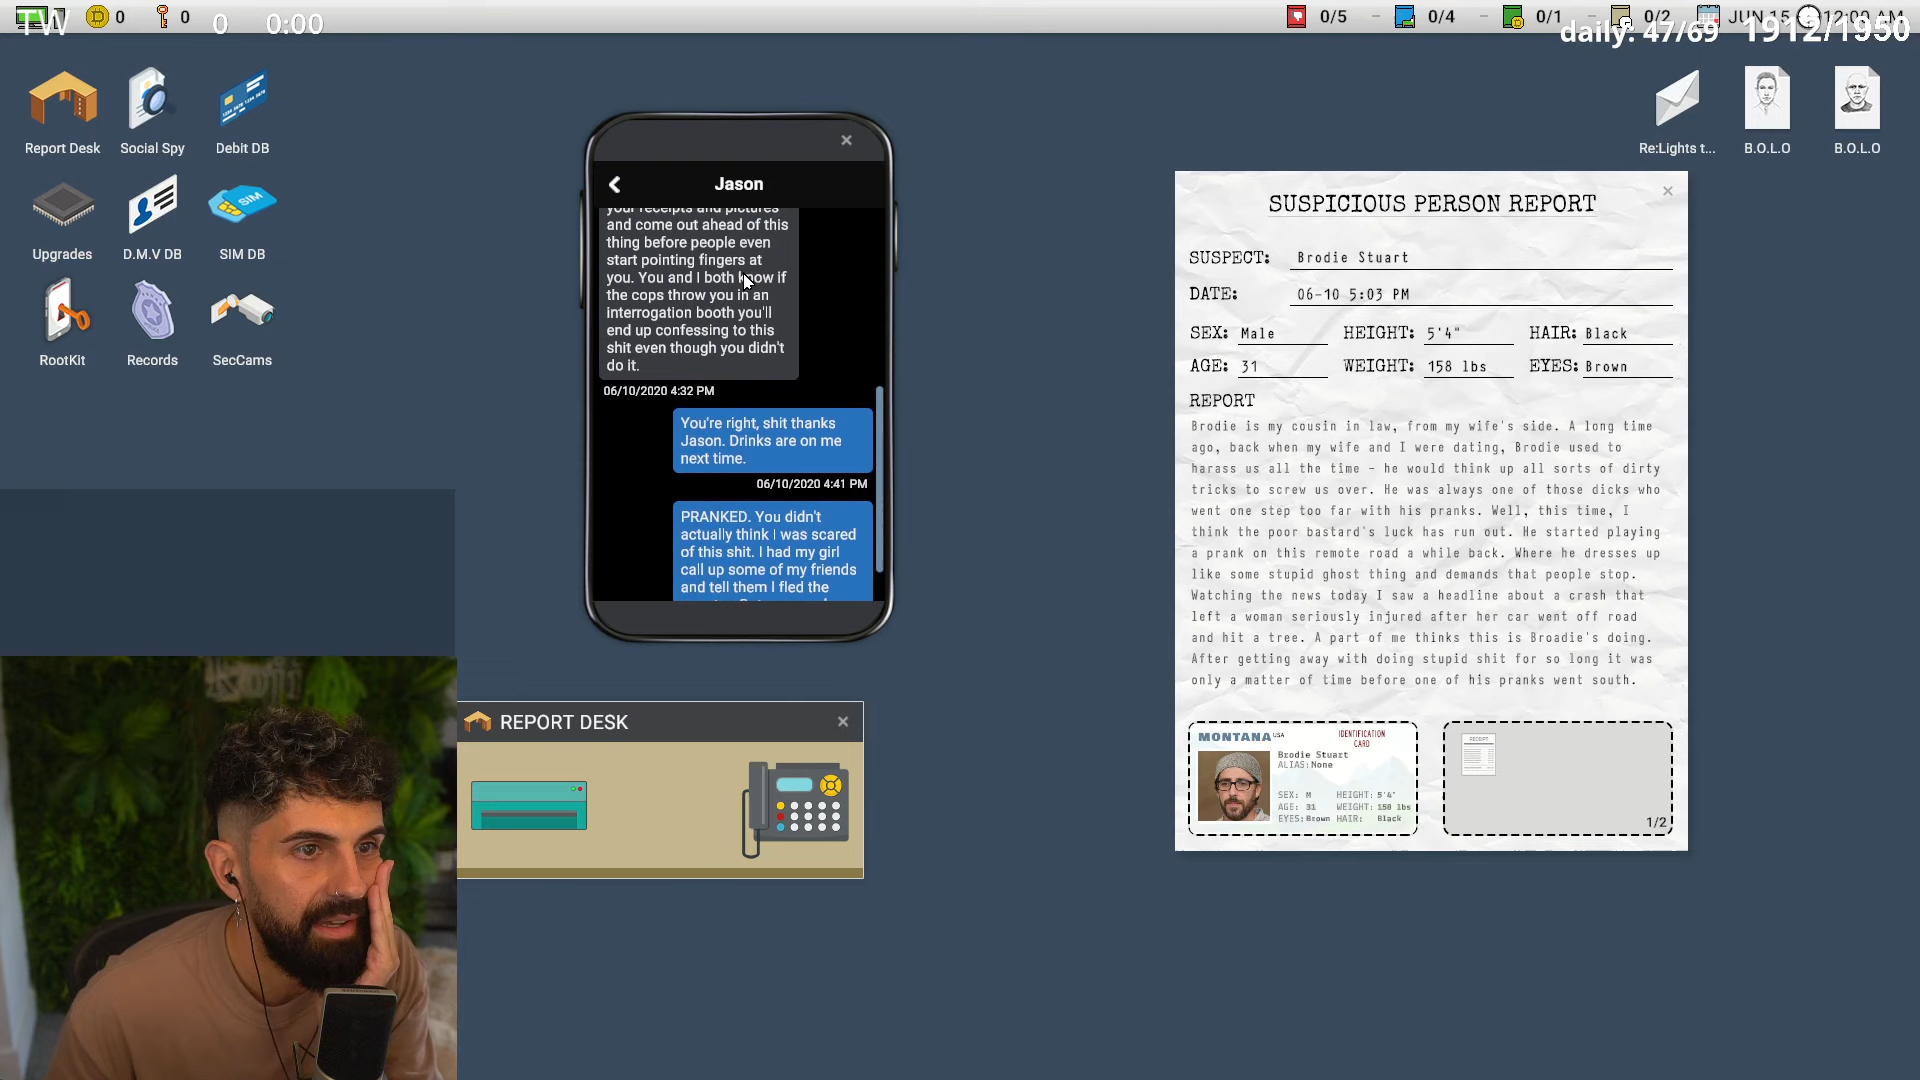 TW
0
0
0
0:00
0/5
0/4
0/1
0/2
JUN 15
12:00 AM
daily: 47/69
1912/1950
Report Desk
Social Spy
Debit DB
Upgrades
D.M.V DB
SIM DB
RootKit
Records
SecCams
Re:Lights t...
B.O.L.O
B.O.L.O
Jason
your receipts and pictures
and come out ahead of this
thing before people even
start pointing fingers at
you. You and I both know if
the cops throw you in an
interrogation booth you'll
end up confessing to this
shit even though you didn't
do it.
06/10/2020 4:32 PM
You're right, shit thanks
Jason. Drinks are on me
next time.
06/10/2020 4:41 PM
PRANKED. You didn't
actually think I was scared
of this shit. I had my girl
call up some of my friends
and tell them I fled the
REPORT DESK
SUSPICIOUS PERSON REPORT
SUSPECT: Brodie Stuart
DATE: 06-10 5:03 PM
SEX: Male HEIGHT: 5'4" HAIR: Black
AGE: 31 WEIGHT: 158 lbs EYES: Brown
REPORT
Brodie is my cousin in law, from my wife's side. A long time
ago, back when my wife and I were dating, Brodie used to
harass us all the time - he would think up all sorts of dirty
tricks to screw us over. He was always one of those dicks who
went one step too far with his pranks. Well, this time, I
think the poor bastard's luck has run out. He started playing
a prank on this remote road a while back. Where he dresses up
like some stupid ghost thing and demands that people stop.
Watching the news today I saw a headline about a crash that
left a woman seriously injured after her car went off road
and hit a tree. A part of me thinks this is Broadie's doing.
After getting away with doing stupid shit for so long it was
only a matter of time before one of his pranks went south.
MONTANA USA
IDENTIFICATION
CARD
Brodie Stuart
ALIAS: None
SEX: M HEIGHT: 5'4"
AGE: 31 WEIGHT: 158 lbs
EYES: Brown HAIR: Black
RECEIPT
1/2